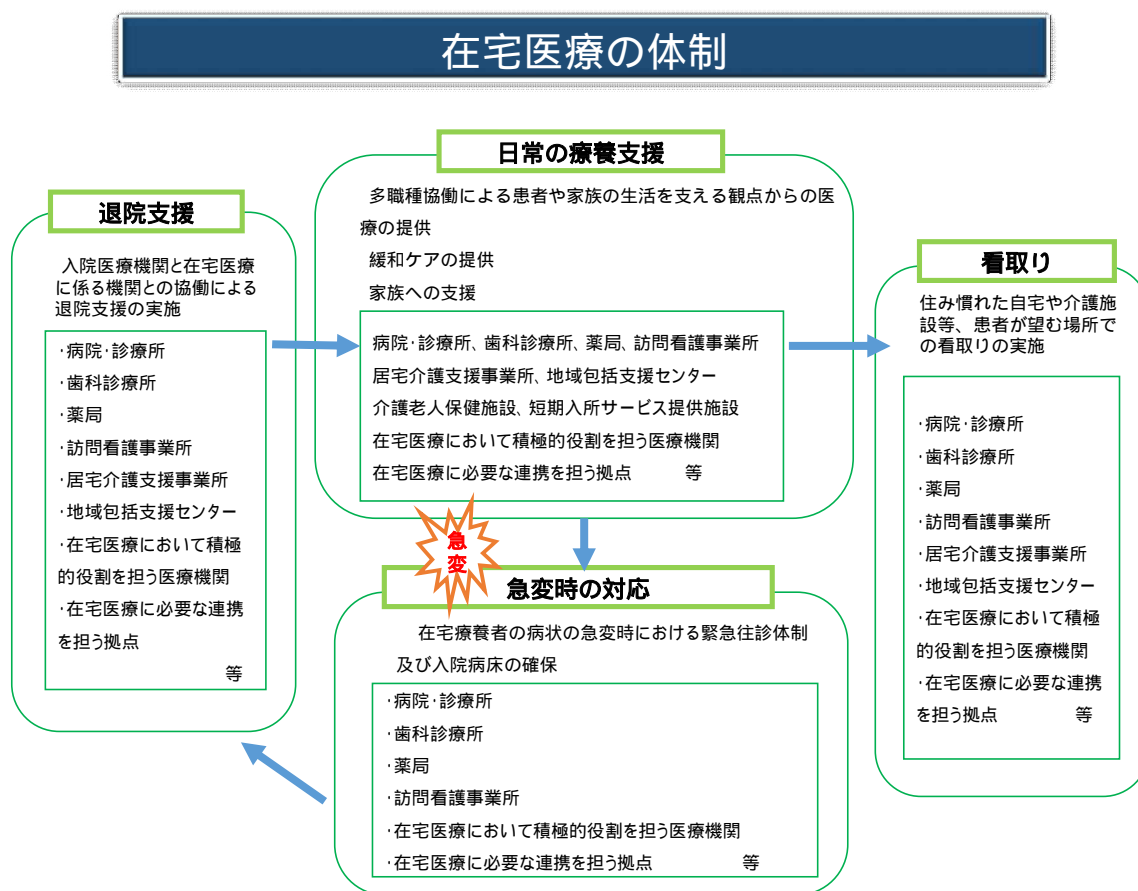 在宅医療の体制
退院支援
入院医療機関と在宅医療
に係る機関との協働による
退院支援の実施
・病院・診療所
・歯科診療所
・薬局
・訪問看護事業所
・居宅介護支援事業所
・地域包括支援センター
・在宅医療において積極
的役割を担う医療機関
・在宅医療に必要な連携
を担う拠点
等
日常の療養支援
多職種協働による患者や家族の生活を支える観点からの医
療の提供
緩和ケアの提供
家族への支援
病院・診療所、歯科診療所、薬局、訪問看護事業所
居宅介護支援事業所、地域包括支援センター
介護老人保健施設、短期入所サービス提供施設
在宅医療において積極的役割を担う医療機関
在宅医療に必要な連携を担う拠点 等
急
変
急変時の対応
在宅療養者の病状の急変時における緊急往診体制
及び入院病床の確保
・病院・診療所
・歯科診療所
・薬局
・訪問看護事業所
・在宅医療において積極的役割を担う医療機関
・在宅医療に必要な連携を担う拠点 等
看取り
住み慣れた自宅や介護施
設等、患者が望む場所で
の看取りの実施
・病院・診療所
・歯科診療所
・薬局
・訪問看護事業所
・居宅介護支援事業所
・地域包括支援センター
・在宅医療において積極
的役割を担う医療機関
・在宅医療に必要な連携
を担う拠点 等